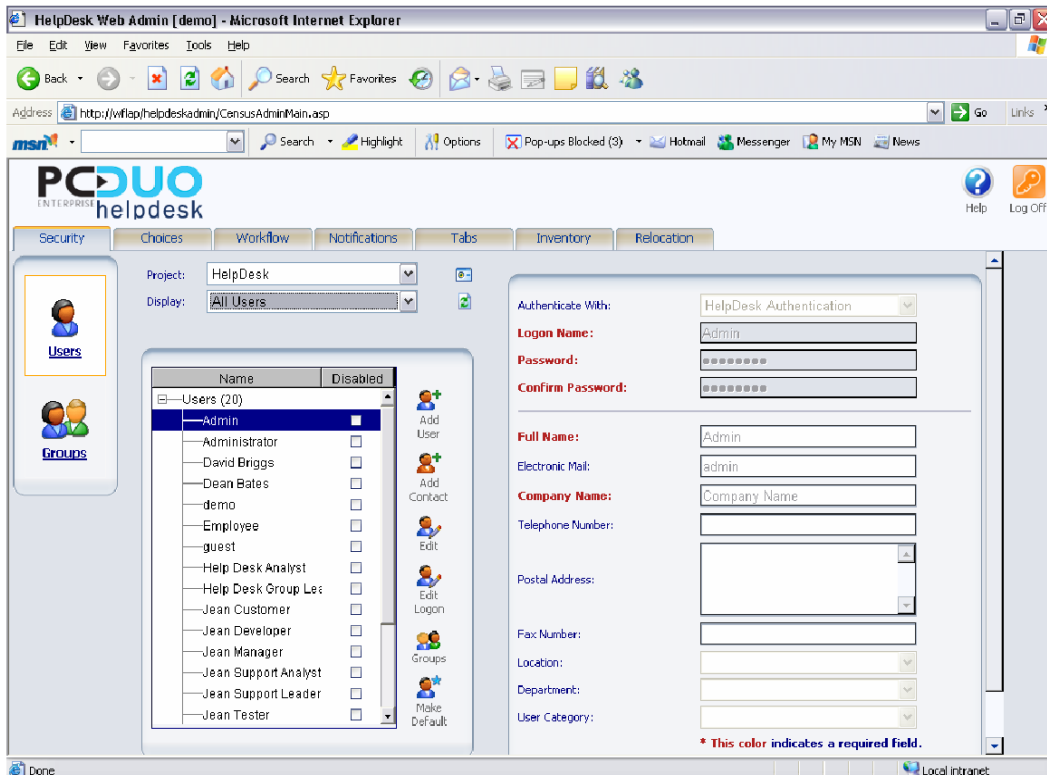 HelpDesk Web Admin [demo] - Microsoft Internet Explorer
File Edit View Favorites Tools Help
Back Search Favorites
Address http://wflap/helpdeskadmin/CensusAdminMain.asp Go Links
msn Search Highlight Options Pop-ups Blocked (3) Hotmail Messenger My MSN News
PCDUO
ENTERPRISE helpdesk
Help Log Off
Security Choices Workflow Notifications Tabs Inventory Relocation
Users
Groups
Project: HelpDesk
Display: All Users
Name Disabled
Users (20)
Admin
Administrator
David Briggs
Dean Bates
demo
Employee
guest
Help Desk Analyst
Help Desk Group Lea
Jean Customer
Jean Developer
Jean Manager
Jean Support Analyst
Jean Support Leader
Jean Tester
Add
User
Add
Contact
Edit
Edit
Logon
Groups
Make
Default
Authenticate With: HelpDesk Authentication
Logon Name: Admin
Password:
Confirm Password:
Full Name: Admin
Electronic Mail: admin
Company Name: Company Name
Telephone Number:
Postal Address:
Fax Number:
Location:
Department:
User Category:
* This color indicates a required field.
Done Local intranet